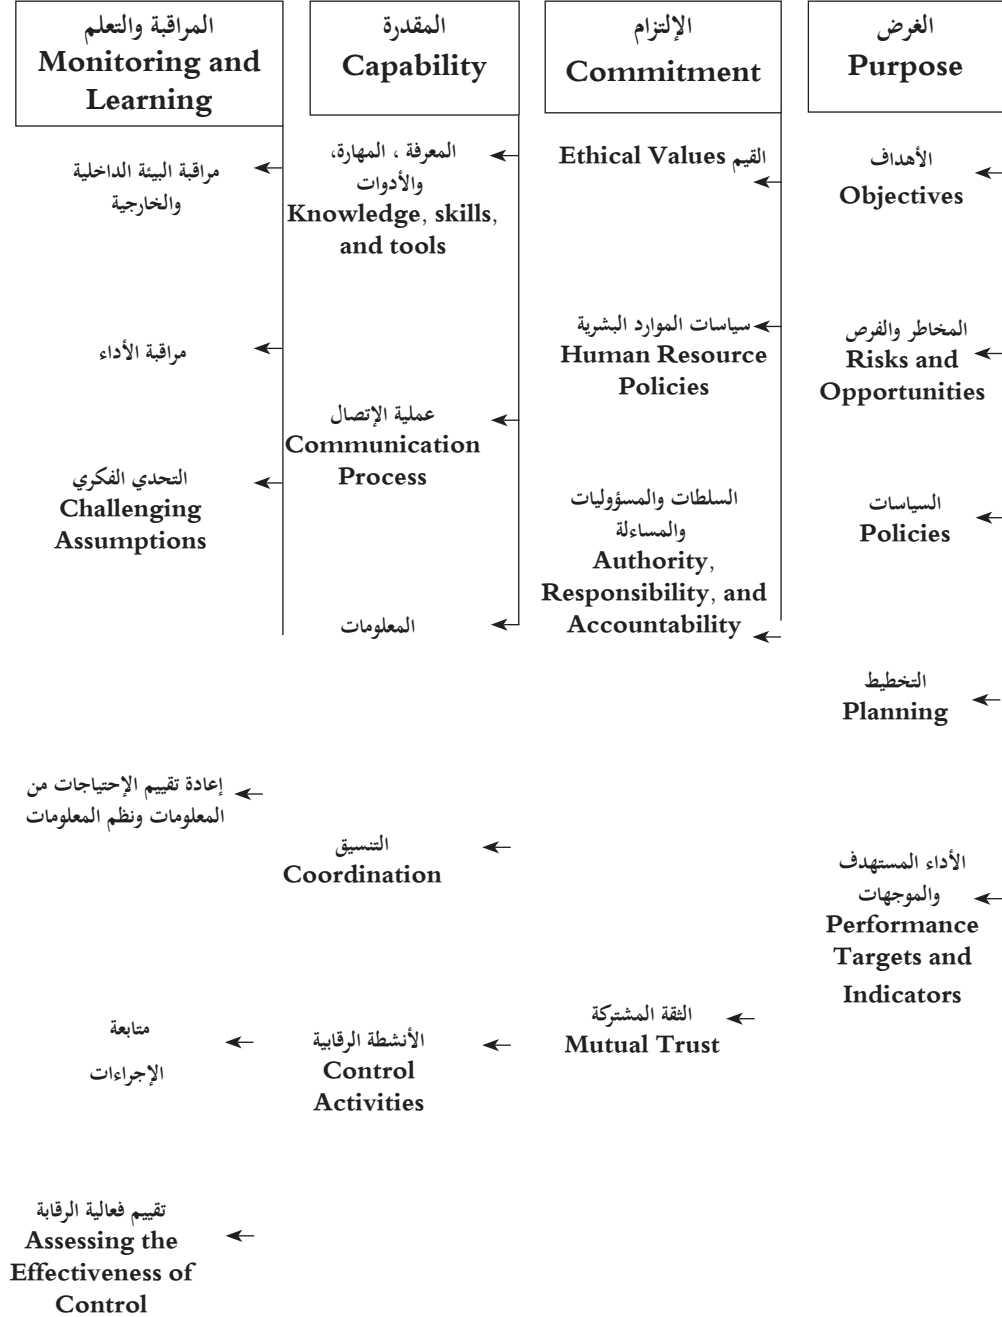 الغرض
Purpose
الأهداف
Objectives
المخاطر والفرص
Risks and
Opportunities
السياسات
Policies
التخطيط
Planning
الأداء المستهدف
والموجهات
Performance
Targets and
Indicators
الإلتزام
Commitment
القيم Ethical Values
سياسات الموارد البشرية
Human Resource
Policies
السلطات والمسؤوليات
والمساءلة
Authority,
Responsibility, and
Accountability
الثقة المشتركة
Mutual Trust
المقدرة
Capability
المعرفة ، المهارة،
والأدوات
Knowledge, skills,
and tools
عملية الإتصال
Communication
Process
المعلومات
التنسيق
Coordination
الأنشطة الرقابية
Control
Activities
المراقبة والتعلم
Monitoring and
Learning
مراقبة البيئة الداخلية
والخارجية
مراقبة الأداء
التحدي الفكري
Challenging
Assumptions
إعادة تقييم الإحتياجات من
المعلومات ونظم المعلومات
متابعة
الإجراءات
تقييم فعالية الرقابة
Assessing the
Effectiveness of
Control